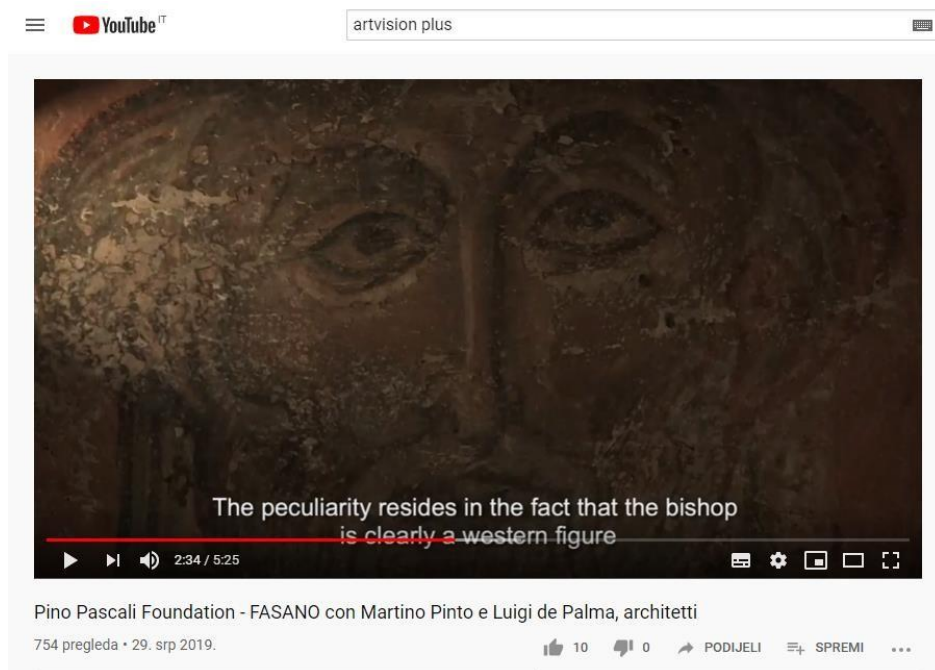 YouTube IT
artvision plus
The peculiarity resides in the fact that the bishop
is clearly a western figure
2:34 / 5:25
Pino Pascali Foundation - FASANO con Martino Pinto e Luigi de Palma, architetti
754 pregleda • 29. srp 2019.
10 0 PODIJELI SPREMI